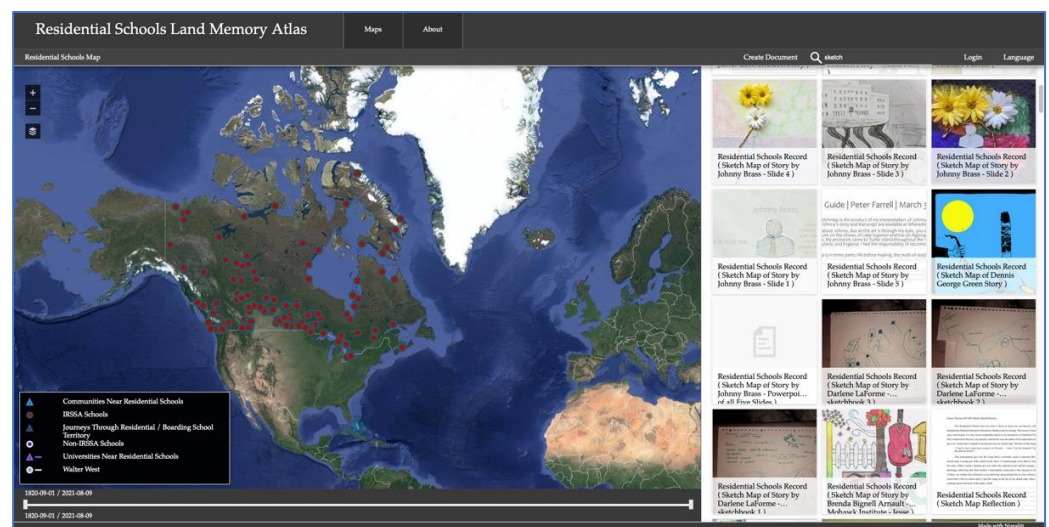 Residential Schools Land Memory Atlas
Maps
About
Residential Schools Map
Create Document
sketch
Login
Language
Residential Schools Record
( Sketch Map of Story by
Johnny Brass - Slide 4 )
Residential Schools Record
( Sketch Map of Story by
Johnny Brass - Slide 3 )
Residential Schools Record
( Sketch Map of Story by
Johnny Brass - Slide 2 )
Johnny Brass
Guide | Peter Farrell | March
Residential Schools Record
( Sketch Map of Story by
Johnny Brass - Slide 1 )
Residential Schools Record
( Sketch Map of Story by
Johnny Brass - Slide 5 )
Residential Schools Record
( Sketch Map of Dennis
George Green Story )
Residential Schools Record
( Sketch Map of Story by
Johnny Brass - Powerpoi...
of all Five Slides )
Residential Schools Record
( Sketch Map of Story by
Darlene LaForme -...
sketchbook 3 )
Residential Schools Record
( Sketch Map of Story by
Darlene LaForme -...
sketchbook 2 )
Residential Schools Record
( Sketch Map of Story by
Darlene LaForme -...
sketchbook 1 )
Residential Schools Record
( Sketch Map of Story by
Brenda Bignell Arnault -...
Mohawk Institute - Jesse )
Residential Schools Record
( Sketch Map Reflection )
Communities Near Residential Schools
IRSSA Schools
Journeys Through Residential / Boarding School
Territory
Non-IRSSA Schools
Universities Near Residential Schools
Walter West
1820-09-01 / 2021-08-09
1820-09-01 / 2021-08-09
Made with Nunaliit